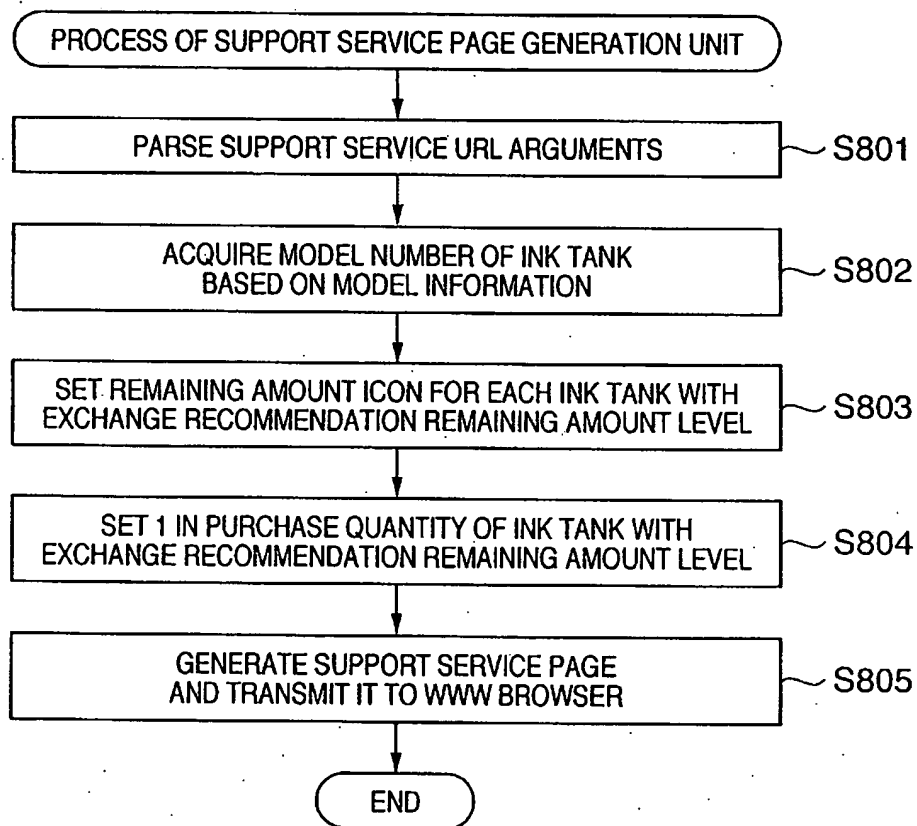 PROCESS OF SUPPORT SERVICE PAGE GENERATION UNIT
PARSE SUPPORT SERVICE URL ARGUMENTS
S801
ACQUIRE MODEL NUMBER OF INK TANK
BASED ON MODEL INFORMATION
S802
SET REMAINING AMOUNT ICON FOR EACH INK TANK WITH
EXCHANGE RECOMMENDATION REMAINING AMOUNT LEVEL
S803
SET 1 IN PURCHASE QUANTITY OF INK TANK WITH
EXCHANGE RECOMMENDATION REMAINING AMOUNT LEVEL
S804
GENERATE SUPPORT SERVICE PAGE
AND TRANSMIT IT TO WWW BROWSER
S805
END